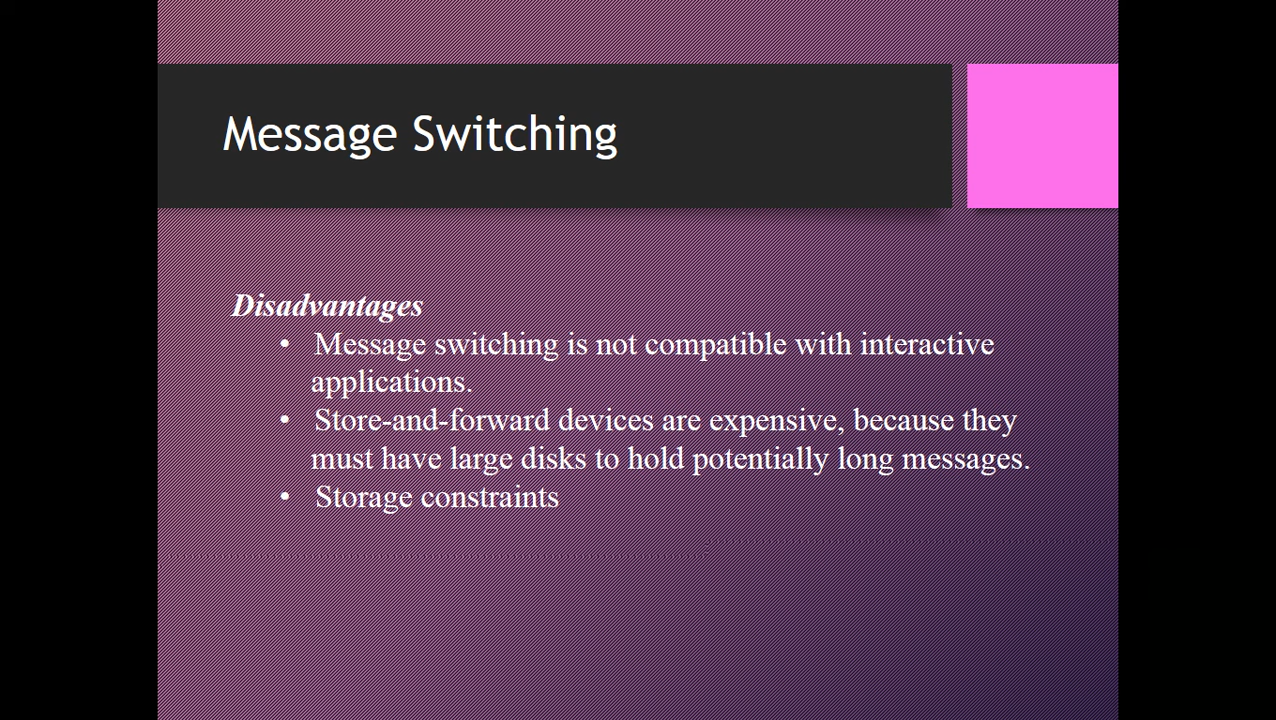 Message Switching
Disadvantages
• Message switching is not compatible with interactive
applications.
• Store-and-forward devices are expensive, because they
must have large disks to hold potentially long messages.
• Storage constraints